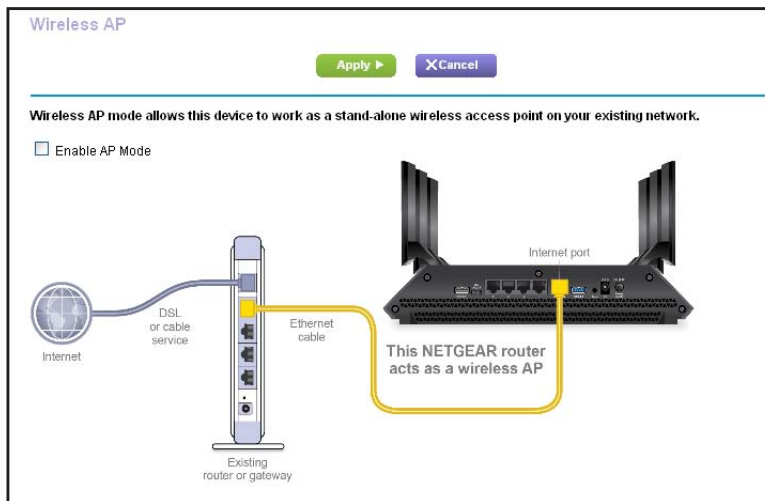 Wireless AP
Apply
Cancel
Wireless AP mode allows this device to work as a stand-alone wireless access point on your existing network.
Enable AP Mode
Internet port
Internet
DSL
or cable
service
Ethernet
cable
This NETGEAR router
acts as a wireless AP
Existing
router or gateway